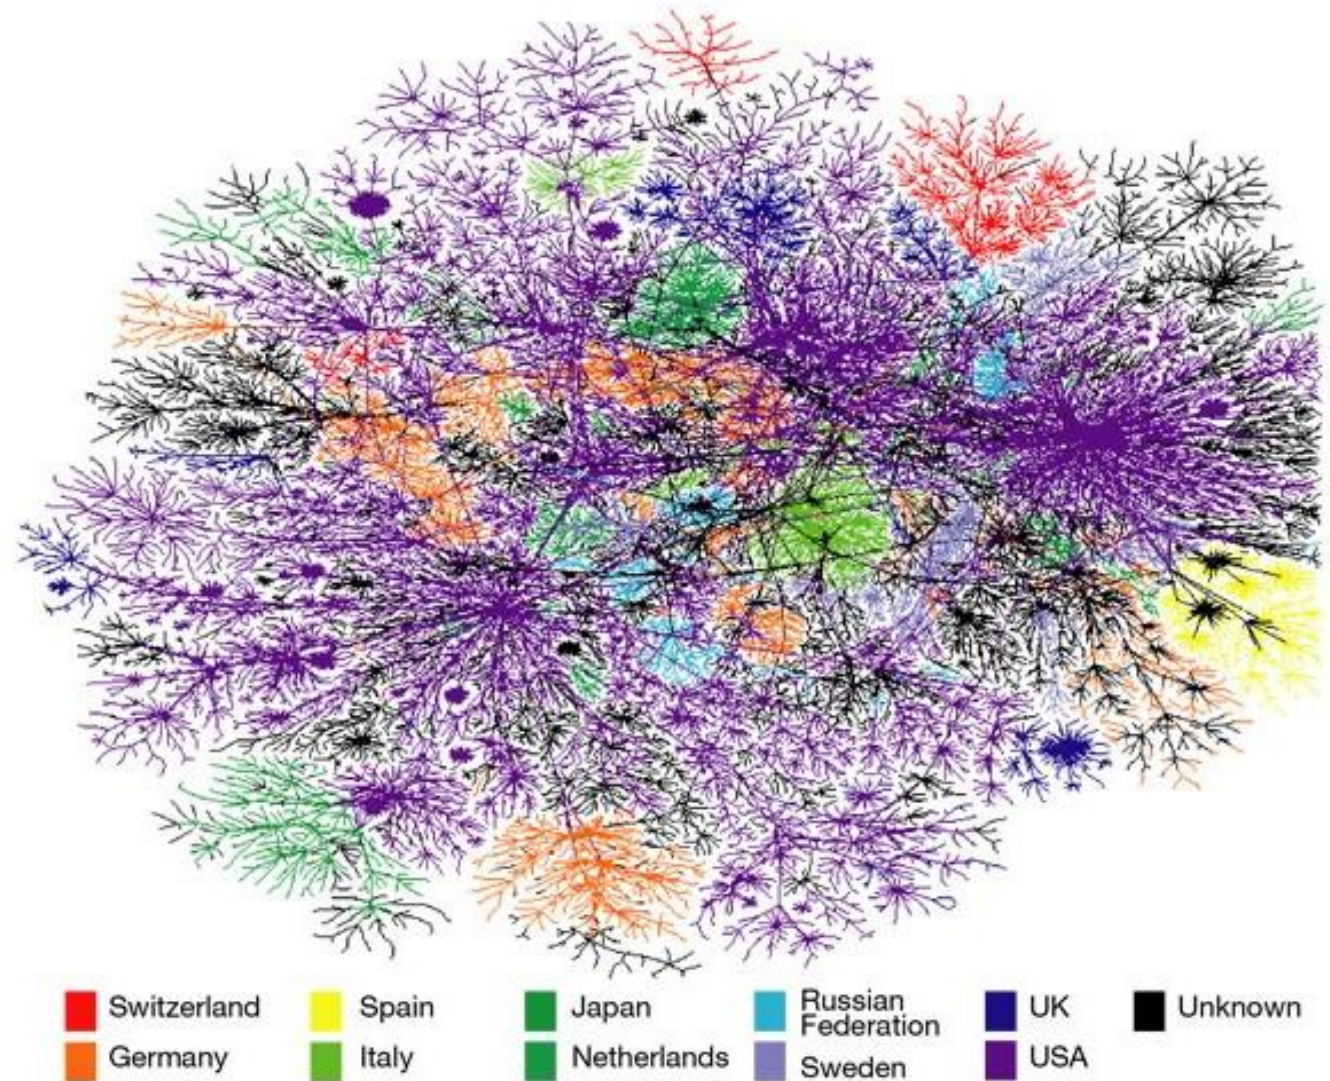 Switzerland
Spain
Japan
Russian
Federation
UK
Unknown
Germany
Italy
Netherlands
Sweden
USA